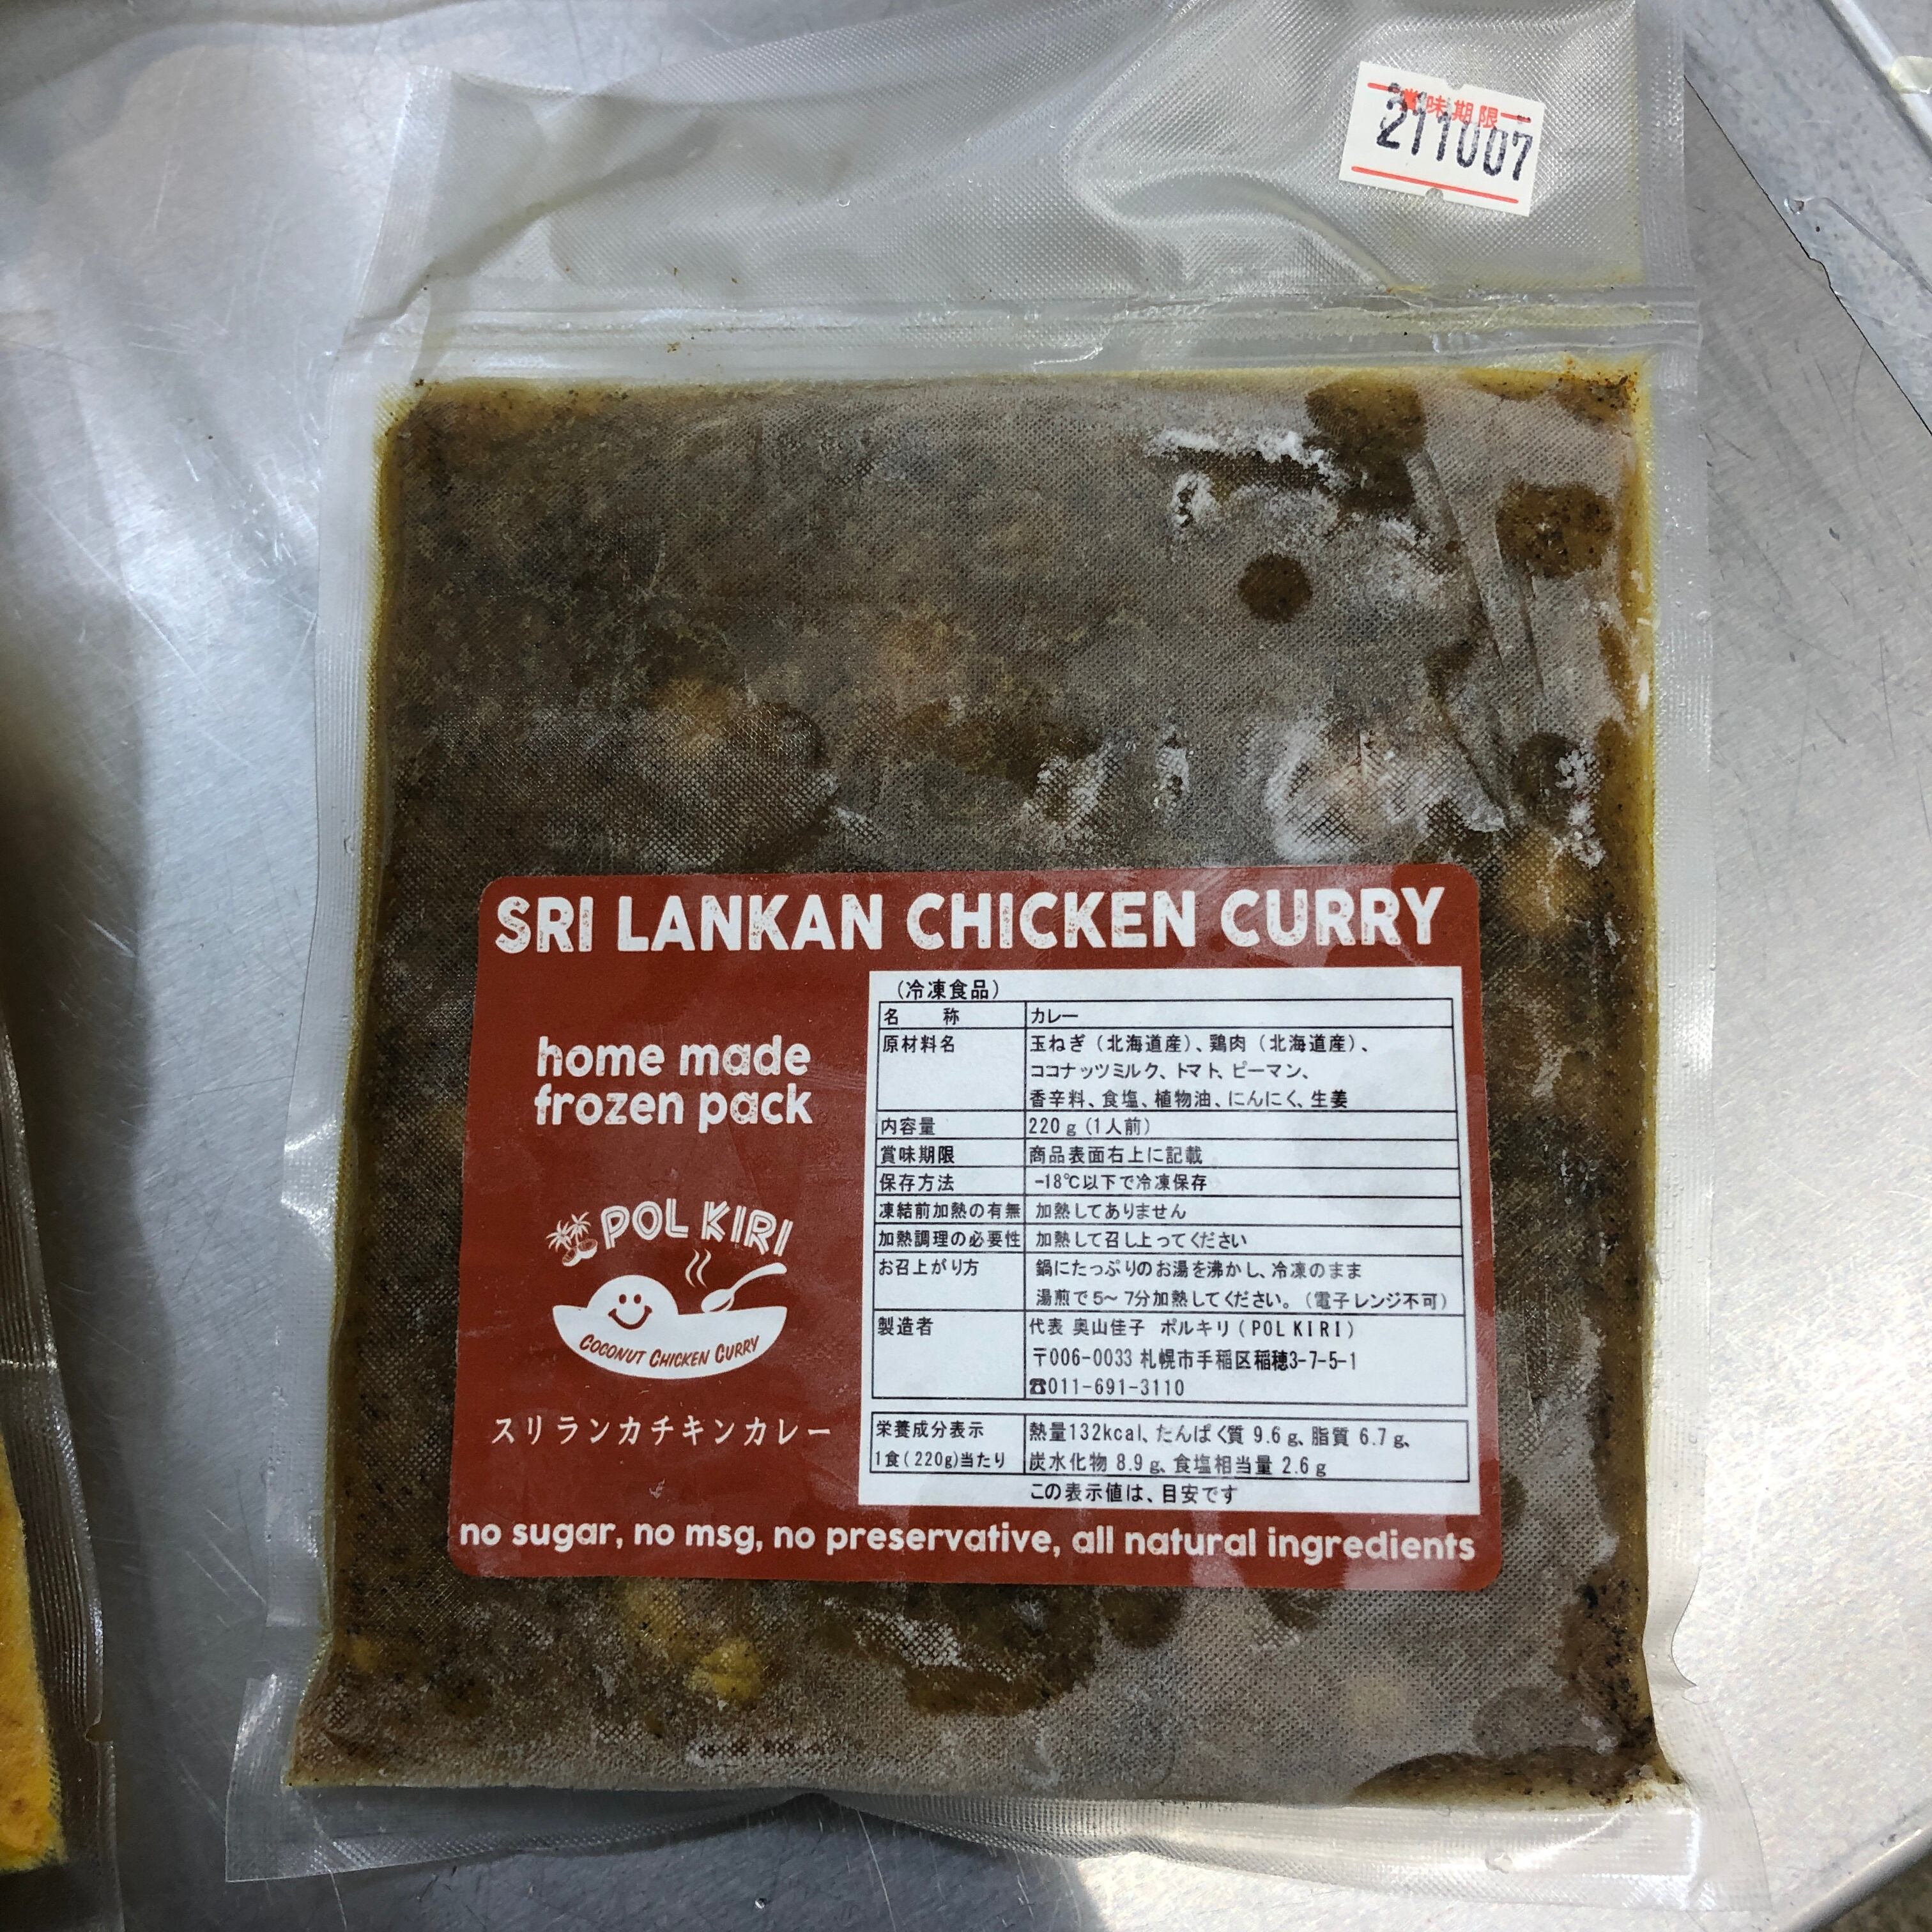 賞味期限
211007
SRI LANKAN CHICKEN CURRY
home made
frozen pack
POL KIRI
COCONUT CHICKEN CURRY
スリランカチキンカレー
(冷凍食品)
名 称 カレー
原材料名 玉ねぎ(北海道産)、鶏肉(北海道産)、
ココナッツミルク、トマト、ピーマン、
香辛料、食塩、植物油、にんにく、生姜
内容量 220g(1人前)
賞味期限 商品表面右上に記載
保存方法 -18℃以下で冷凍保存
凍結前加熱の有無 加熱してありません
加熱調理の必要性 加熱して召し上ってください
お召上がり方 鍋にたっぷりのお湯を沸かし、冷凍のまま
湯煎で5~7分加熱してください。(電子レンジ不可)
製造者 代表 奥山佳子 ポルキリ(POL KIRI)
〒006-0033 札幌市手稲区稲穂3-7-5-1
☎011-691-3110
栄養成分表示 熱量132kcal、たんぱく質 9.6g、脂質 6.7g、
1食(220g)当たり 炭水化物 8.9g、食塩相当量 2.6g
この表示値は、目安です
no sugar, no msg, no preservative, all natural ingredients